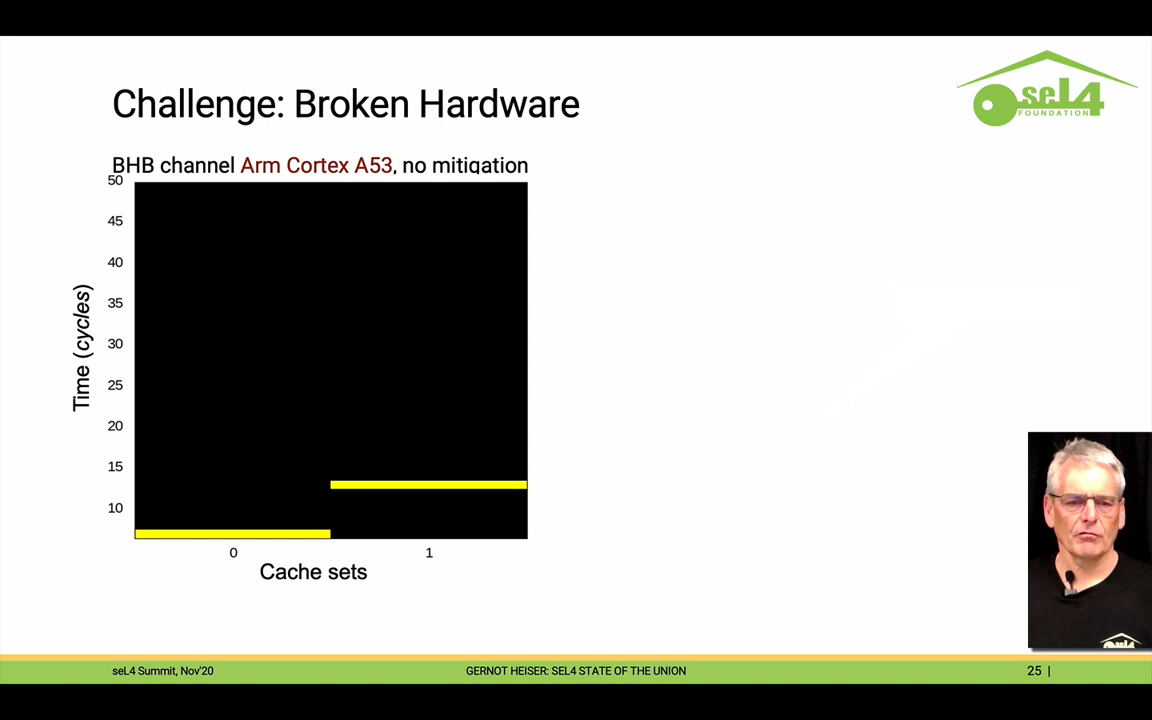 seL4
FOUNDATION
Challenge: Broken Hardware
BHB channel Arm Cortex A53, no mitigation
50
45
40
35
30
25
20
15
10
Time (cycles)
0
1
Cache sets
seL4 Summit, Nov'20
GERNOT HEISER: SEL4 STATE OF THE UNION
25 |